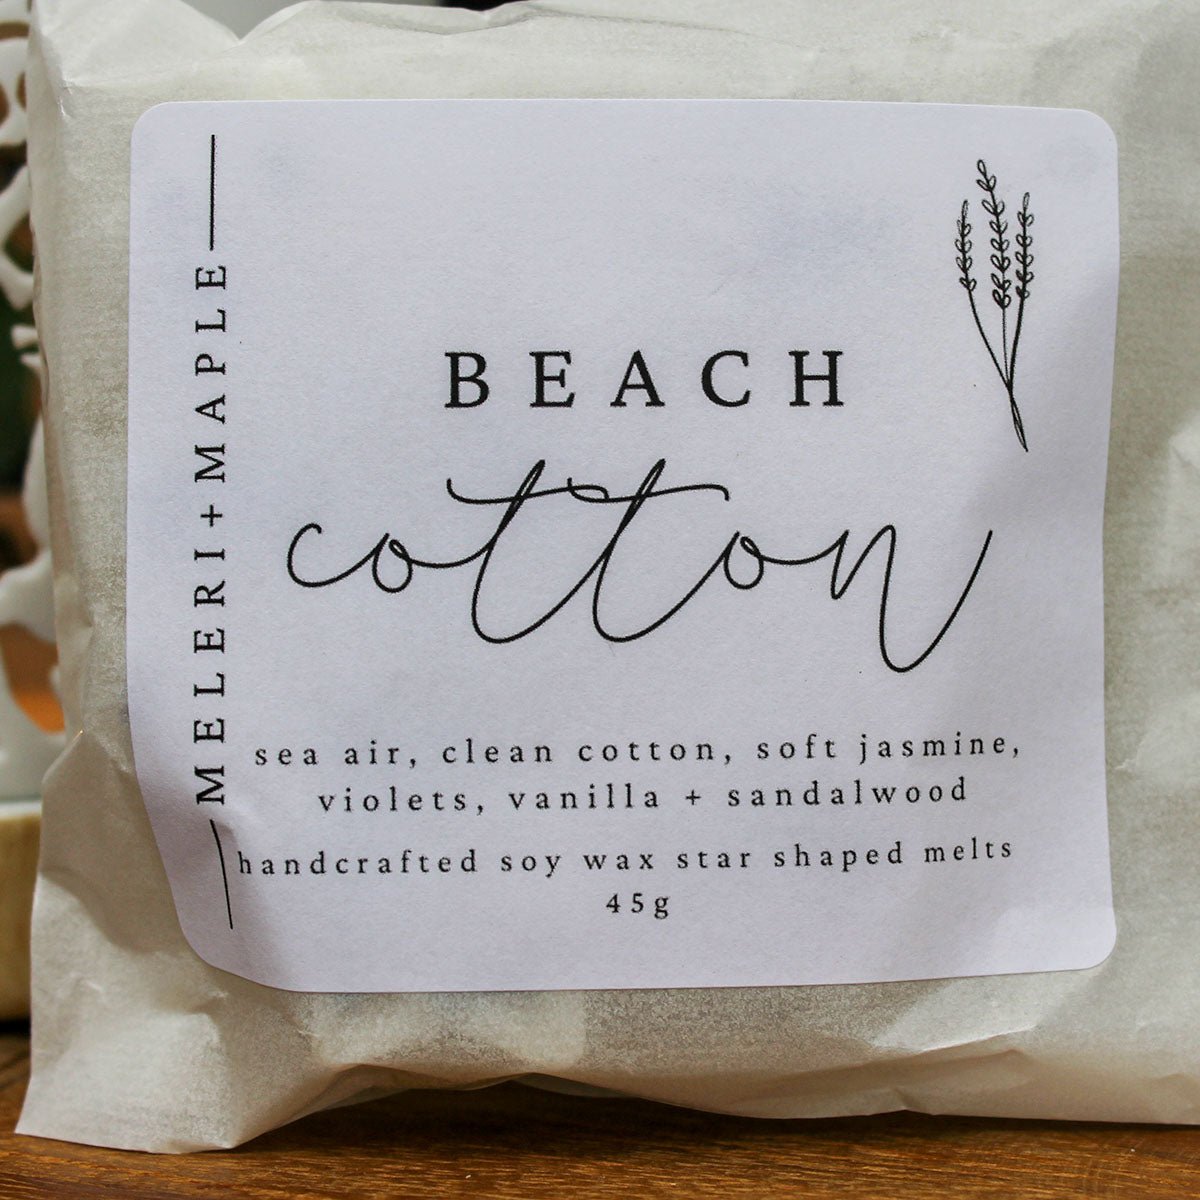 MELERI+MAPLE
BEACH
cotton
sea air, clean cotton, soft jasmine,
violets, vanilla + sandalwood
handcrafted soy wax star shaped melts
45g